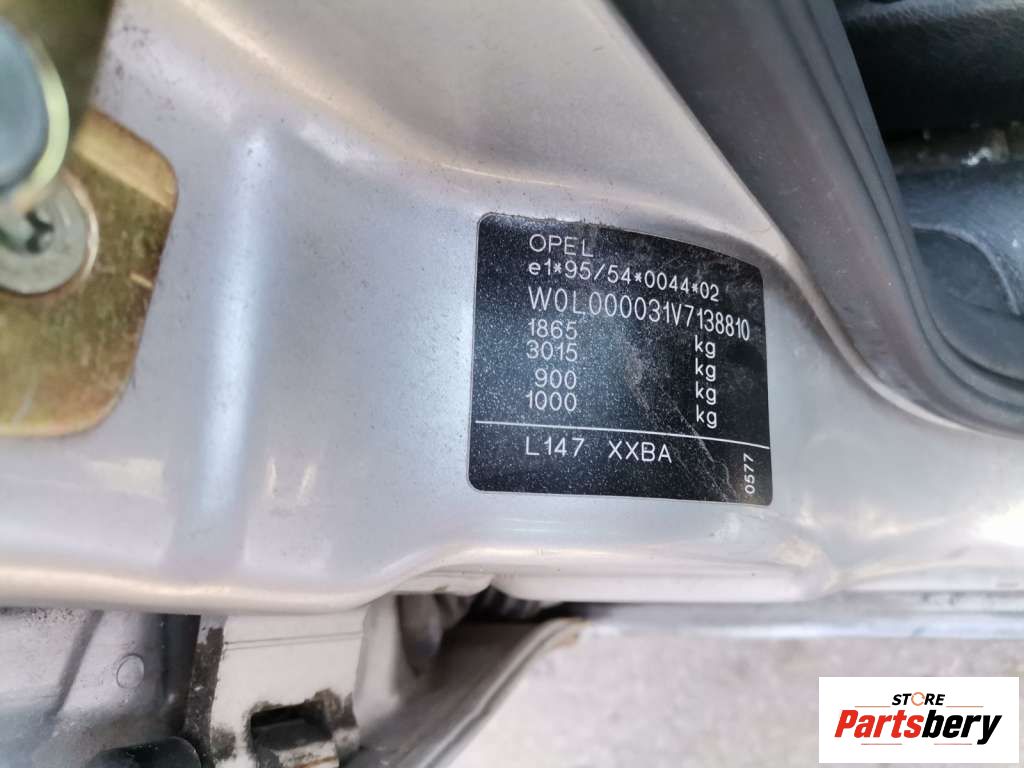 OPEL
e1*95/54*0044*02
W0L000031V7138810
1865 kg
3015 kg
900 kg
1000 kg
L147 XXBA
0577
STORE
Partsbery